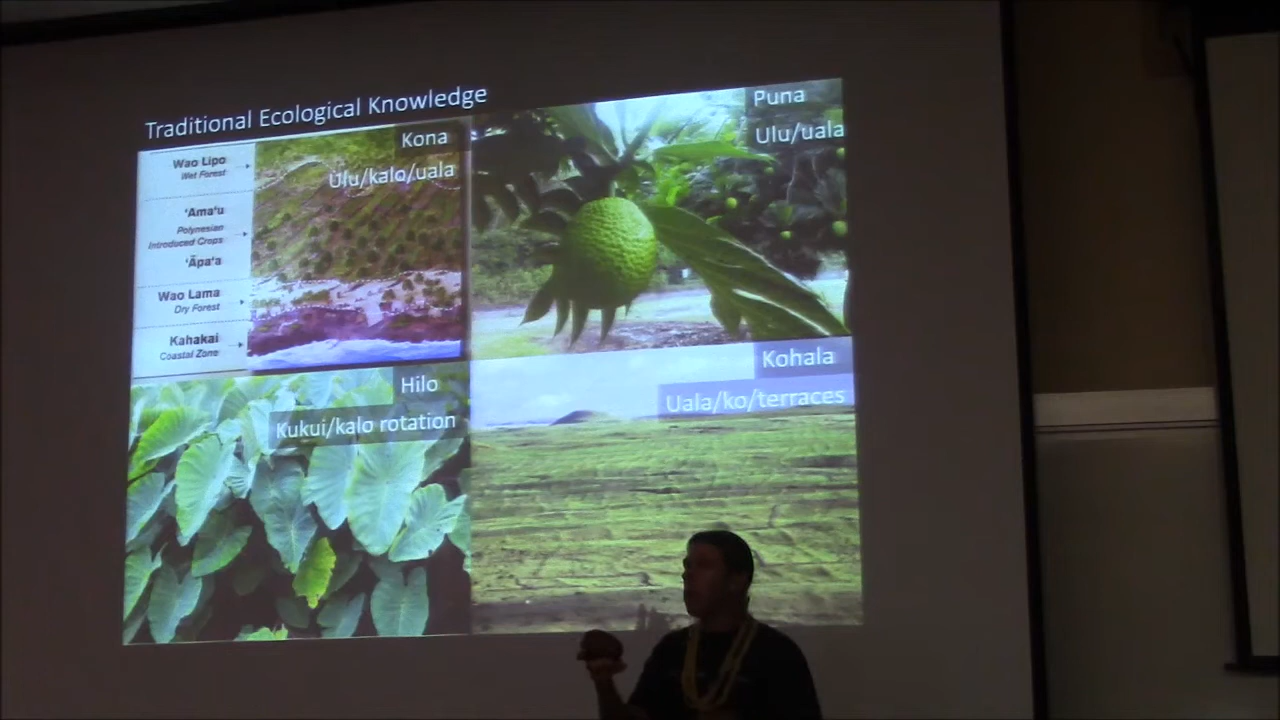 Traditional Ecological Knowledge
Kona
Ulu/kalo/uala
Wao Lipo
Wet Forest
'Ama'u
Polynesian
Introduced Crops
'Āpa'a
Wao Lama
Dry Forest
Kahakai
Coastal Zone
Puna
Ulu/uala
Hilo
Kukui/kalo rotation
Kohala
Uala/ko/terraces